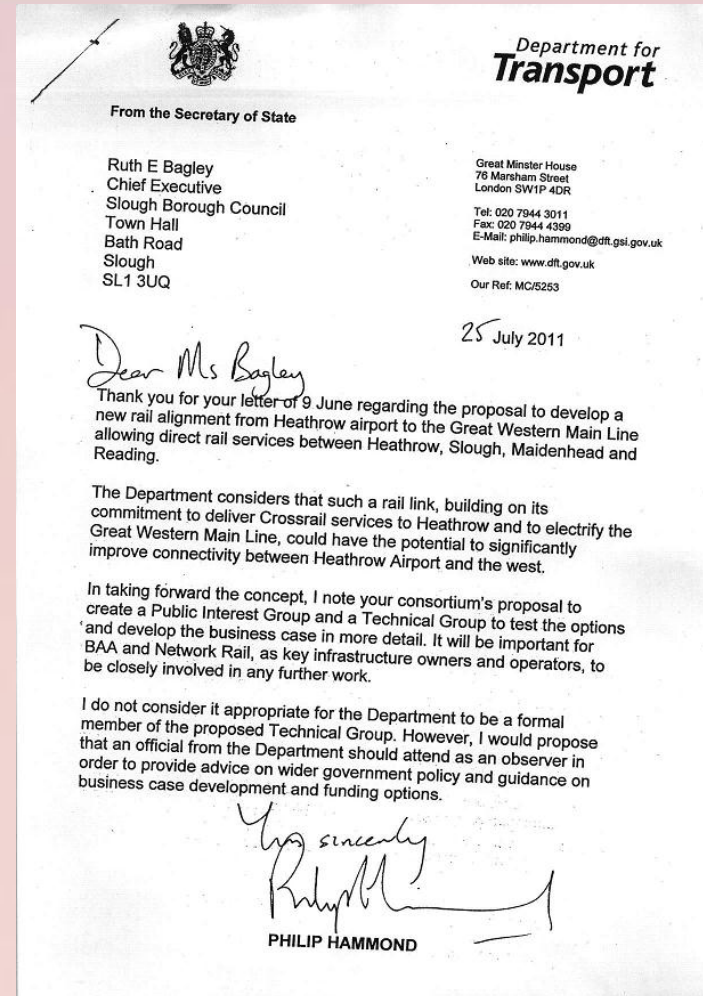 Department for
Transport
From the Secretary of State
Ruth E Bagley
Chief Executive
Slough Borough Council
Town Hall
Bath Road
Slough
SL1 3UQ
Great Minster House
76 Marsham Street
London SW1P 4DR
Tel: 020 7944 3011
Fax: 020 7944 4399
E-Mail: philip.hammond@dft.gsi.gov.uk
Web site: www.dft.gov.uk
Our Ref: MC/5253
25 July 2011
Dear Ms Bagley
Thank you for your letter of 9 June regarding the proposal to develop a
new rail alignment from Heathrow airport to the Great Western Main Line
allowing direct rail services between Heathrow, Slough, Maidenhead and
Reading.
The Department considers that such a rail link, building on its
commitment to deliver Crossrail services to Heathrow and to electrify the
Great Western Main Line, could have the potential to significantly
improve connectivity between Heathrow Airport and the west.
In taking forward the concept, I note your consortium's proposal to
create a Public Interest Group and a Technical Group to test the options
and develop the business case in more detail. It will be important for
BAA and Network Rail, as key infrastructure owners and operators, to
be closely involved in any further work.
I do not consider it appropriate for the Department to be a formal
member of the proposed Technical Group. However, I would propose
that an official from the Department should attend as an observer in
order to provide advice on wider government policy and guidance on
business case development and funding options.
Yours sincerely
PHILIP HAMMOND